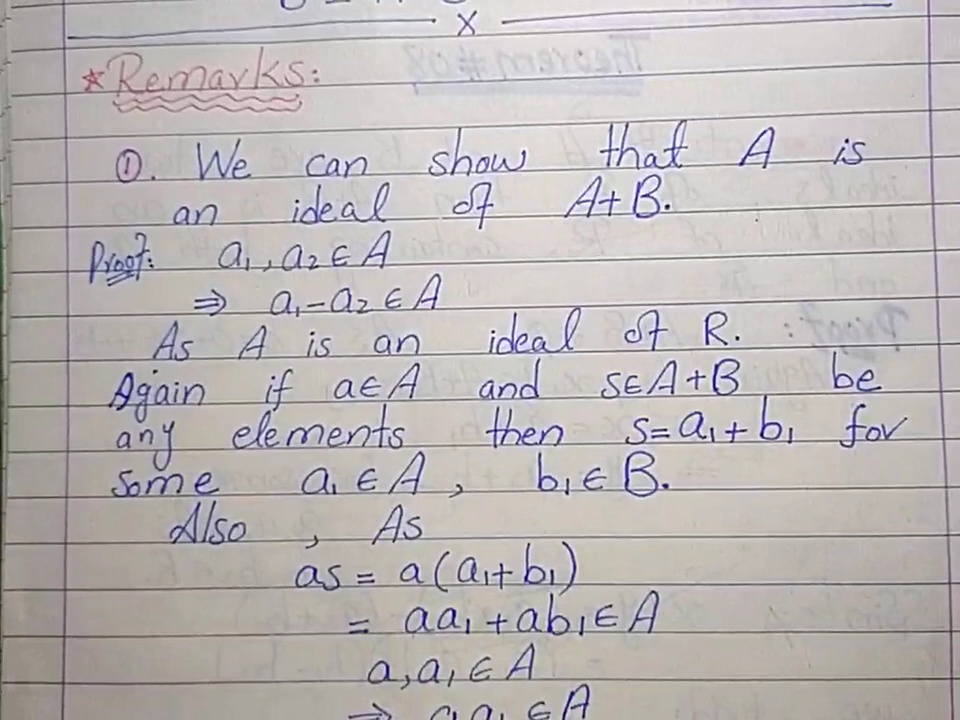 x
*Remarks:
①. We can show that A is
an ideal of A+B.
Proof: a₁, a₂ ∈ A
⇒ a₁-a₂ ∈ A
As A is an ideal of R.
Again if a∈A and s∈A+B be
any elements then s=a₁+b₁ for
some a₁ ∈ A, b₁ ∈ B.
Also, As
as = a(a₁+b₁)
= aa₁+ab₁ ∈ A
a, a₁ ∈ A
⇒ a a₁ ∈ A